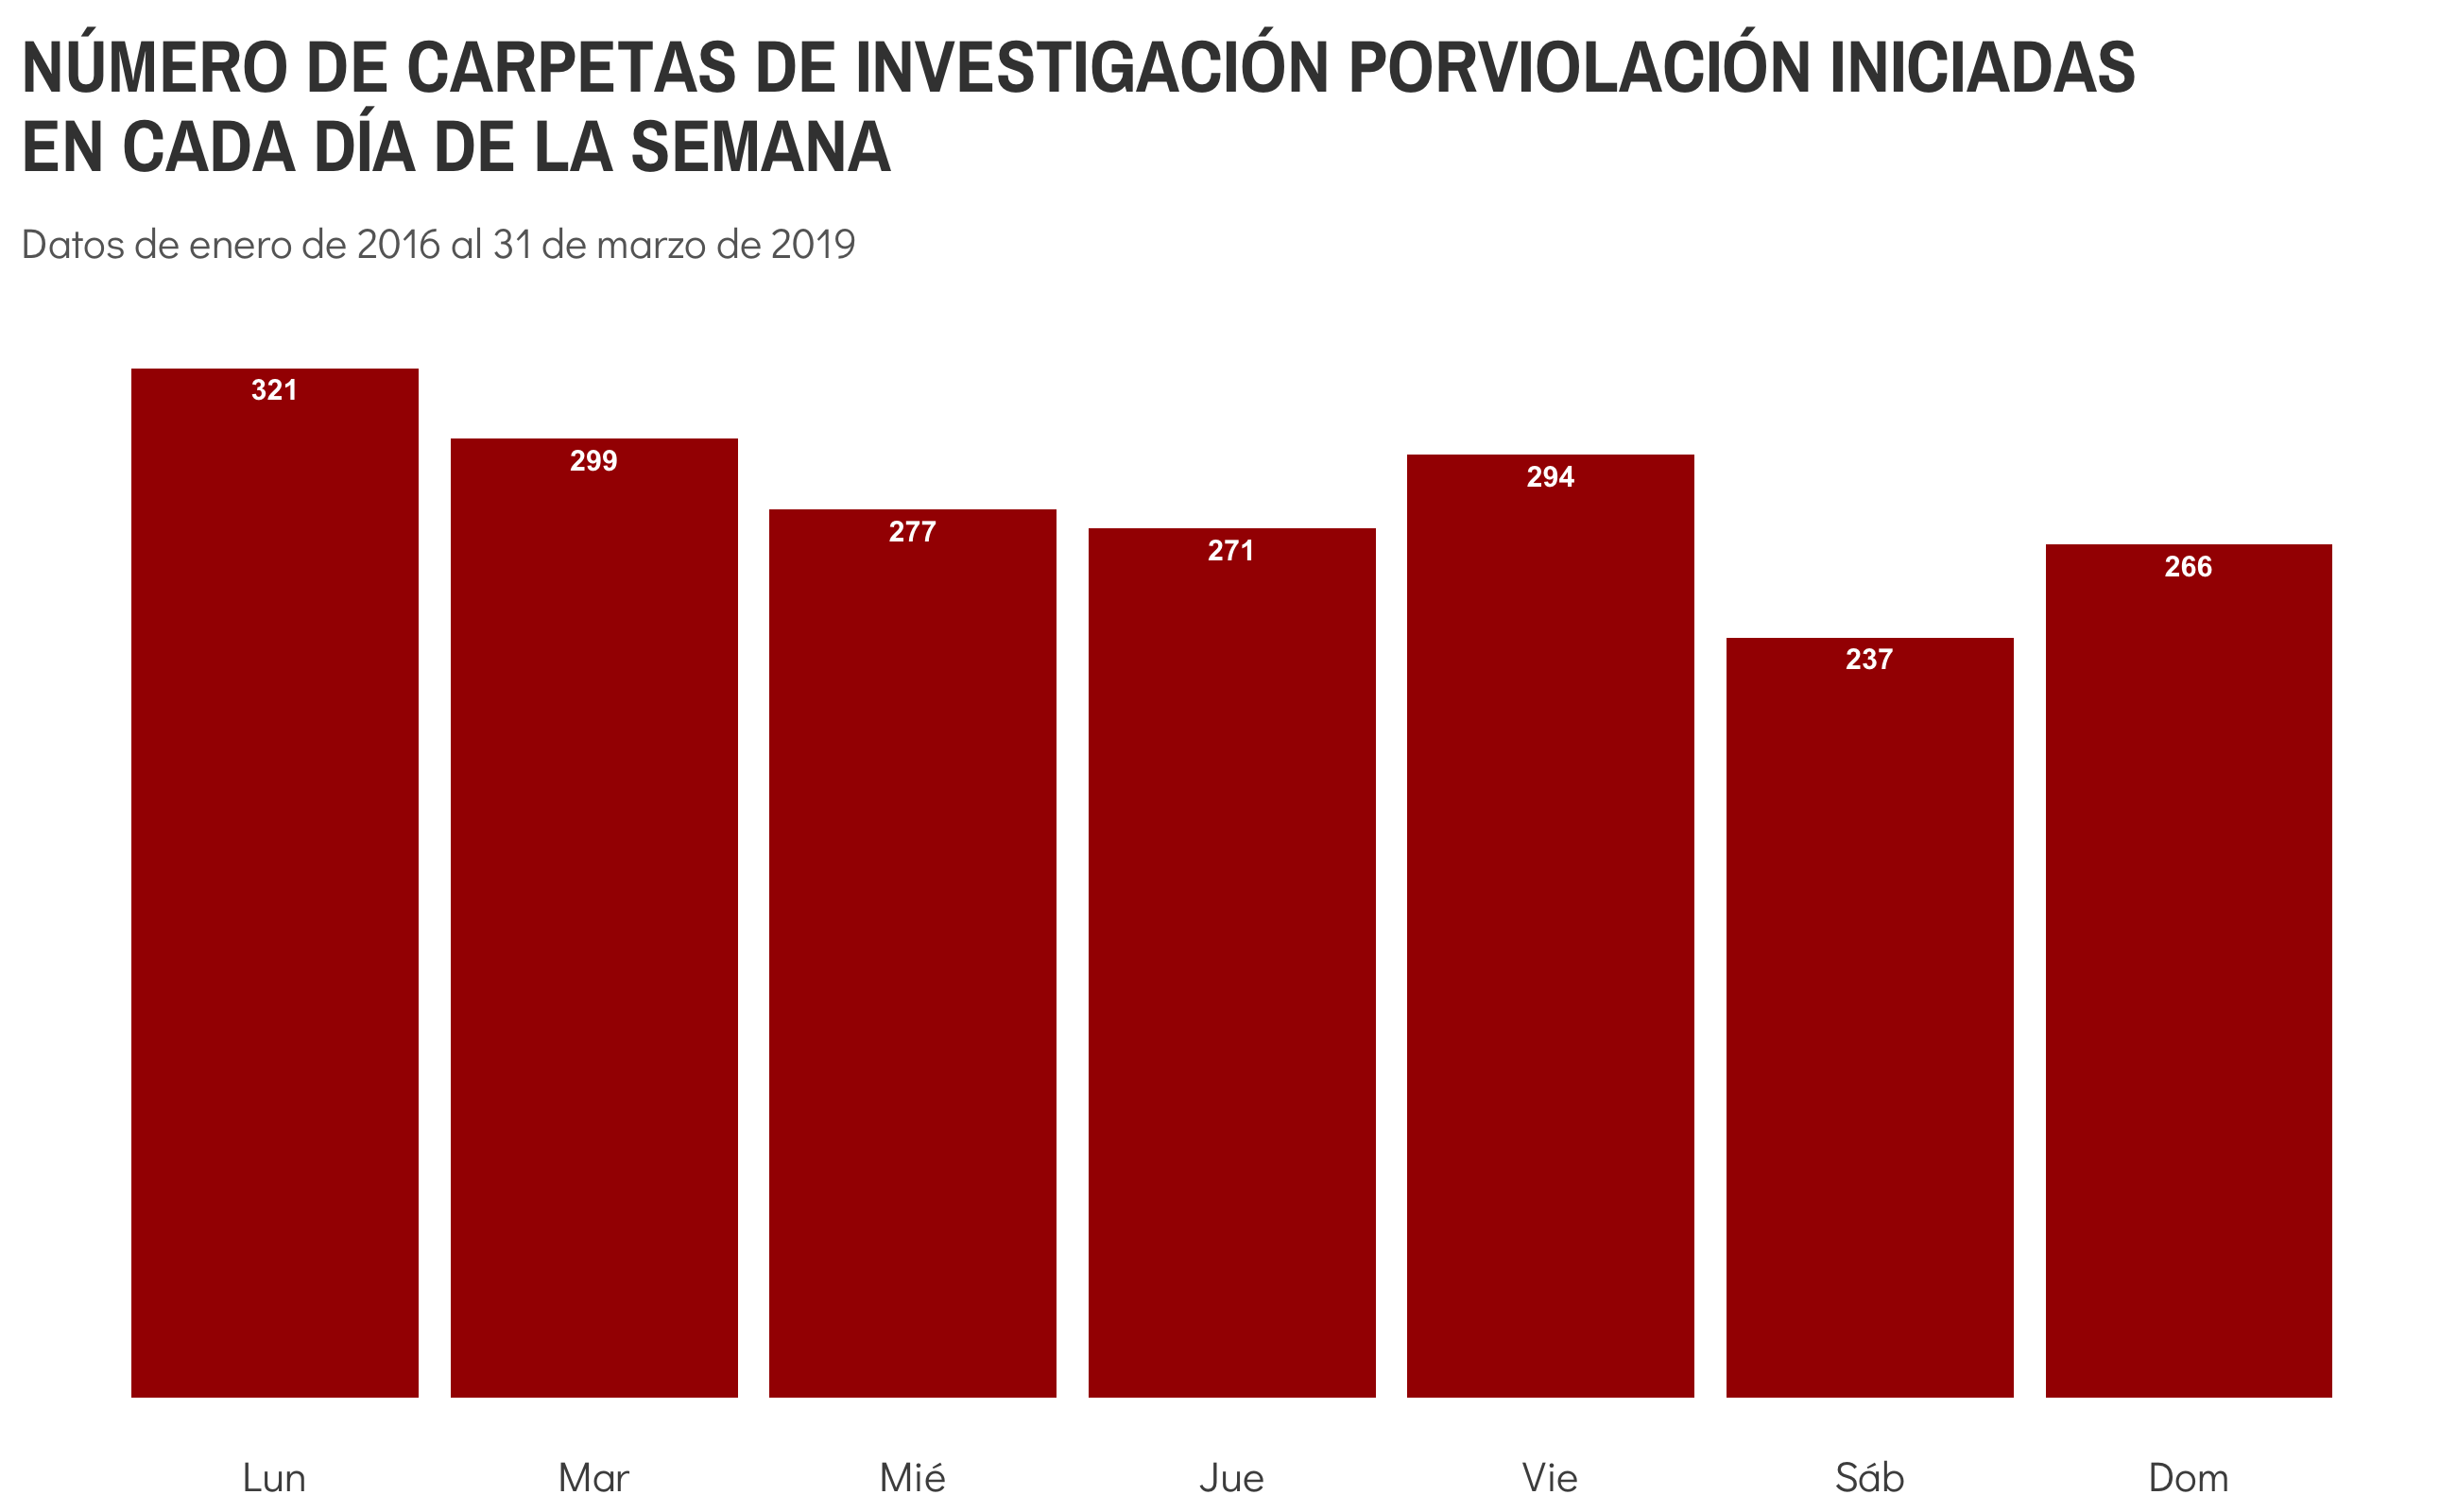 NÚMERO DE CARPETAS DE INVESTIGACIÓN PORVIOLACIÓN INICIADAS
EN CADA DÍA DE LA SEMANA
Datos de enero de 2016 al 31 de marzo de 2019
321
299
277
271
294
237
266
Lun
Mar
Mié
Jue
Vie
Sáb
Dom